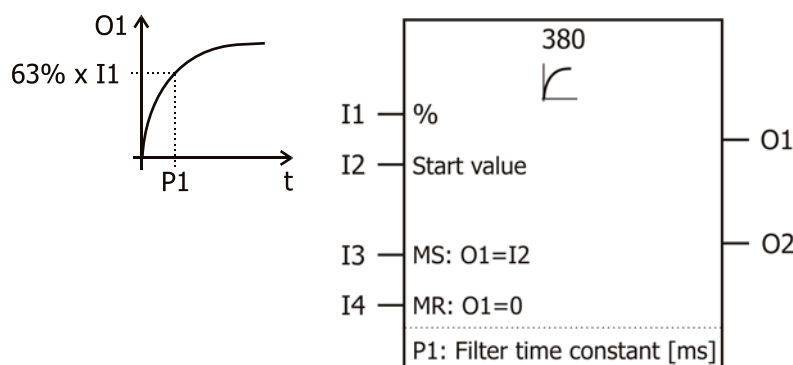 O1
63% x I1
P1
t
380
I1
%
I2
Start value
I3
MS: O1=I2
I4
MR: O1=0
O1
O2
P1: Filter time constant [ms]